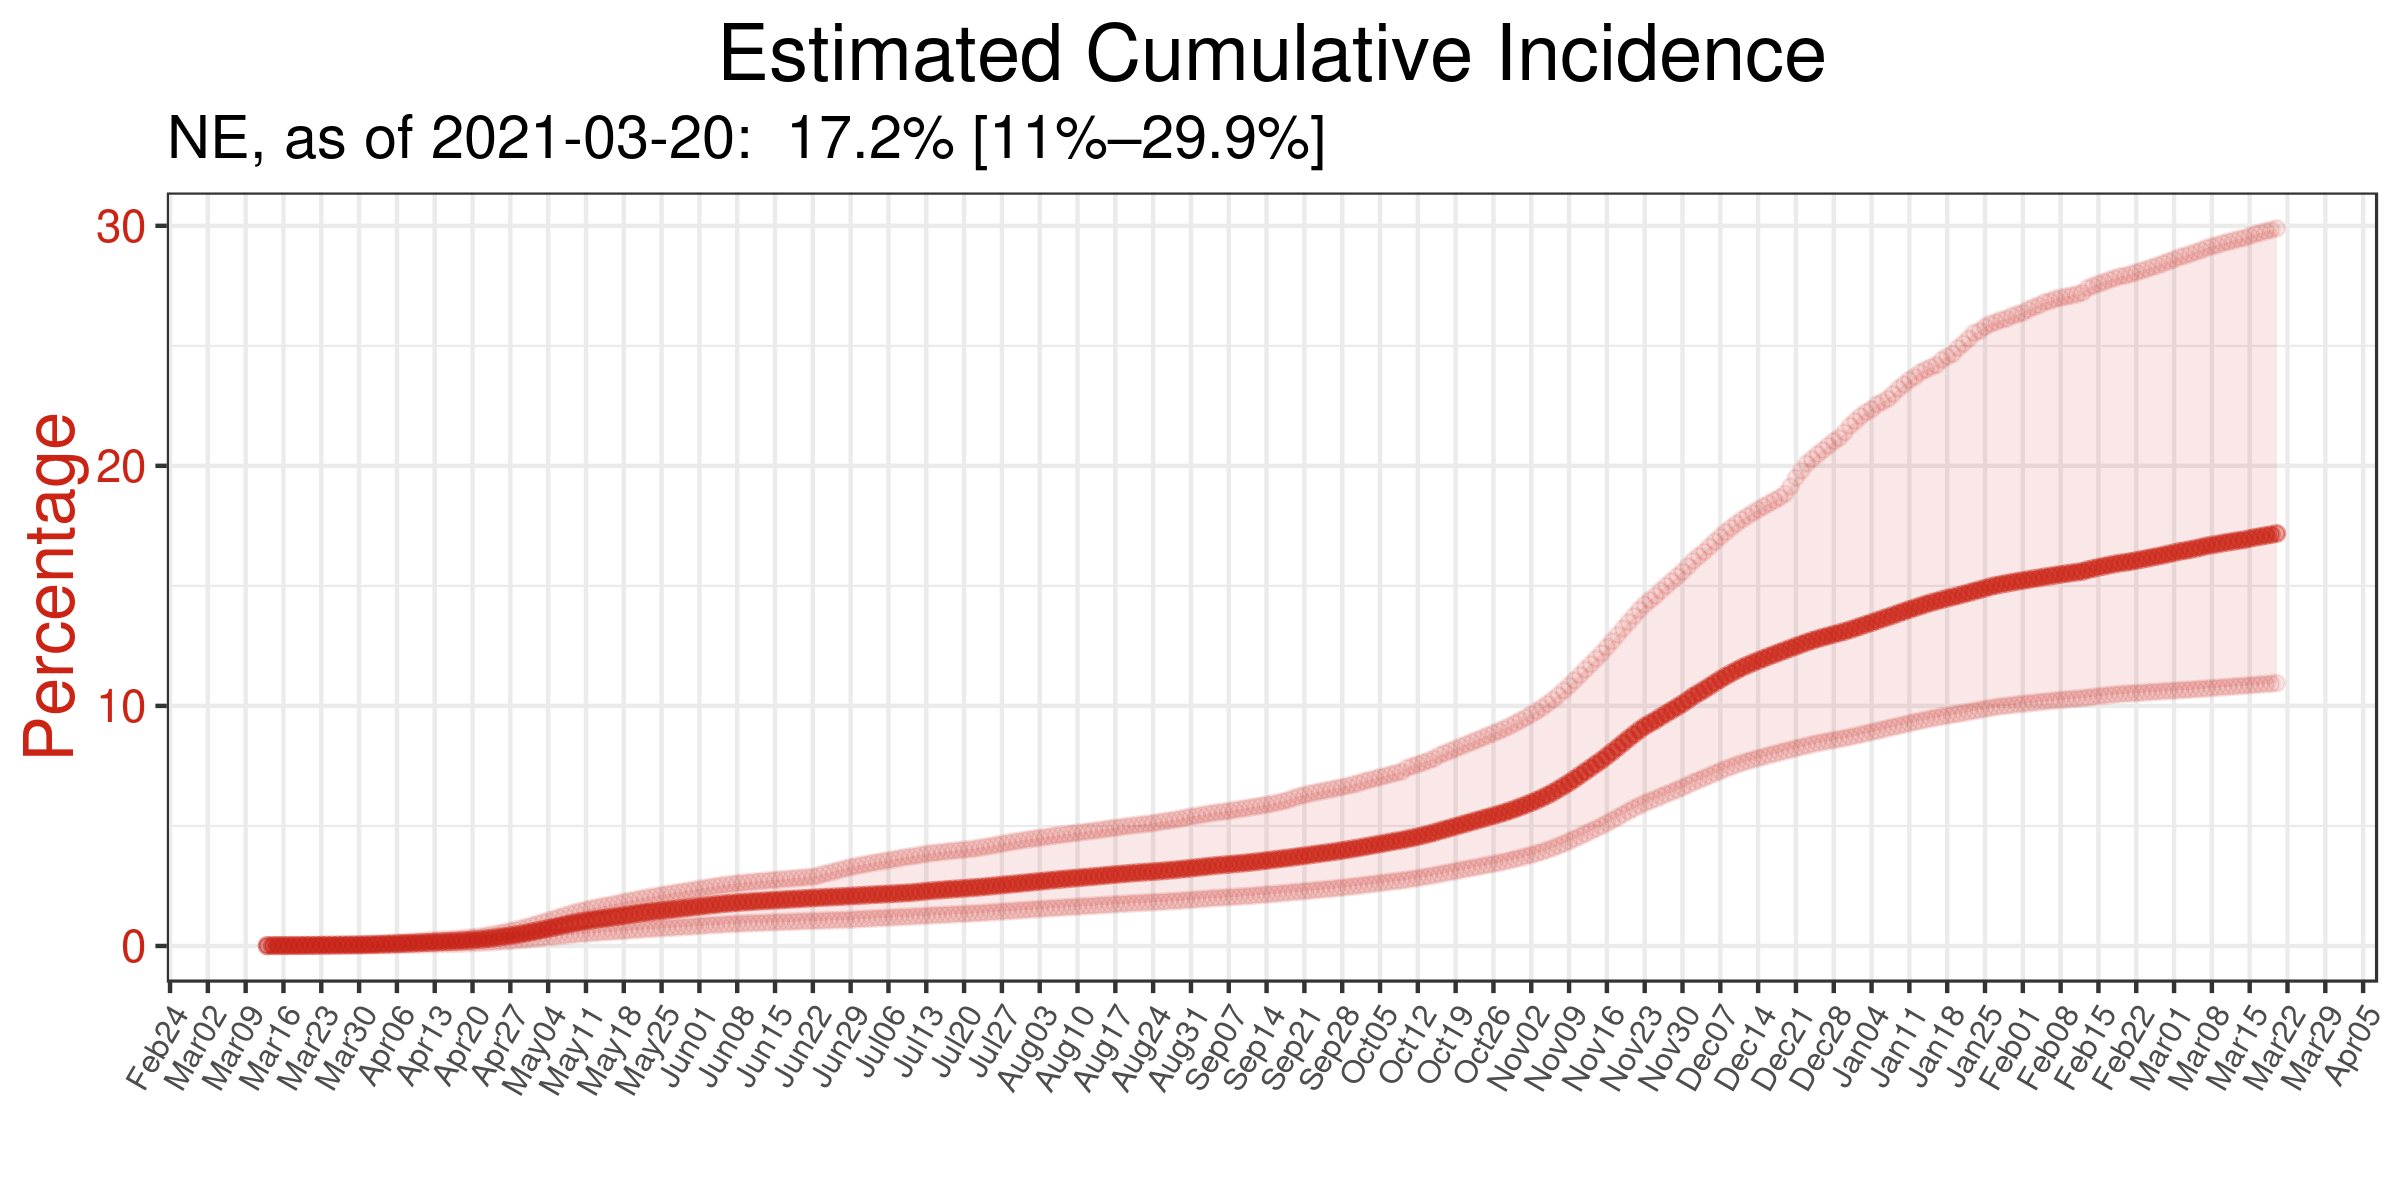 Estimated Cumulative Incidence
NE, as of 2021-03-20:  17.2% [11%–29.9%]
Percentage
30
20
10
0
Feb24
Mar02
Mar09
Mar16
Mar23
Mar30
Apr06
Apr13
Apr20
Apr27
May04
May11
May18
May25
Jun01
Jun08
Jun15
Jun22
Jun29
Jul06
Jul13
Jul20
Jul27
Aug03
Aug10
Aug17
Aug24
Aug31
Sep07
Sep14
Sep21
Sep28
Oct05
Oct12
Oct19
Oct26
Nov02
Nov09
Nov16
Nov23
Nov30
Dec07
Dec14
Dec21
Dec28
Jan04
Jan11
Jan18
Jan25
Feb01
Feb08
Feb15
Feb22
Mar01
Mar08
Mar15
Mar22
Mar29
Apr05